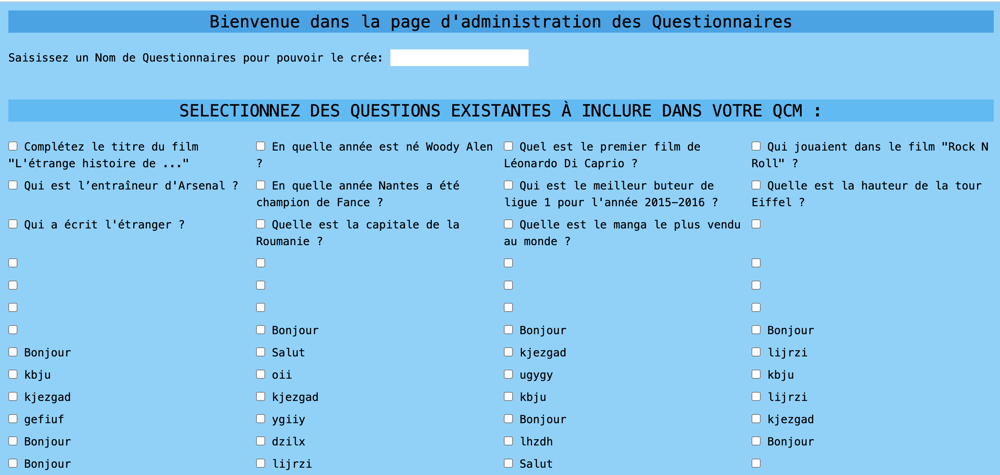 Bienvenue dans la page d'administration des Questionnaires
Saisissez un Nom de Questionnaires pour pouvoir le crée:
SELECTIONNEZ DES QUESTIONS EXISTANTES À INCLURE DANS VOTRE QCM :
Complétez le titre du film
"L'étrange histoire de ..."
En quelle année est né Woody Alen
?
Quel est le premier film de
Léonardo Di Caprio ?
Qui jouaient dans le film "Rock N
Roll" ?
Qui est l’entraîneur d'Arsenal ?
En quelle année Nantes a été
champion de Fance ?
Qui est le meilleur buteur de
ligue 1 pour l'année 2015-2016 ?
Quelle est la hauteur de la tour
Eiffel ?
Qui a écrit l'étranger ?
Quelle est la capitale de la
Roumanie ?
Quelle est le manga le plus vendu
au monde ?
Bonjour
Bonjour
Bonjour
Bonjour
Salut
kjezgad
lijrzi
kbju
oii
ugygy
kbju
kjezgad
kjezgad
kbju
lijrzi
gefiuf
ygiiy
Bonjour
kjezgad
Bonjour
dzilx
lhzdh
Bonjour
Bonjour
lijrzi
Salut